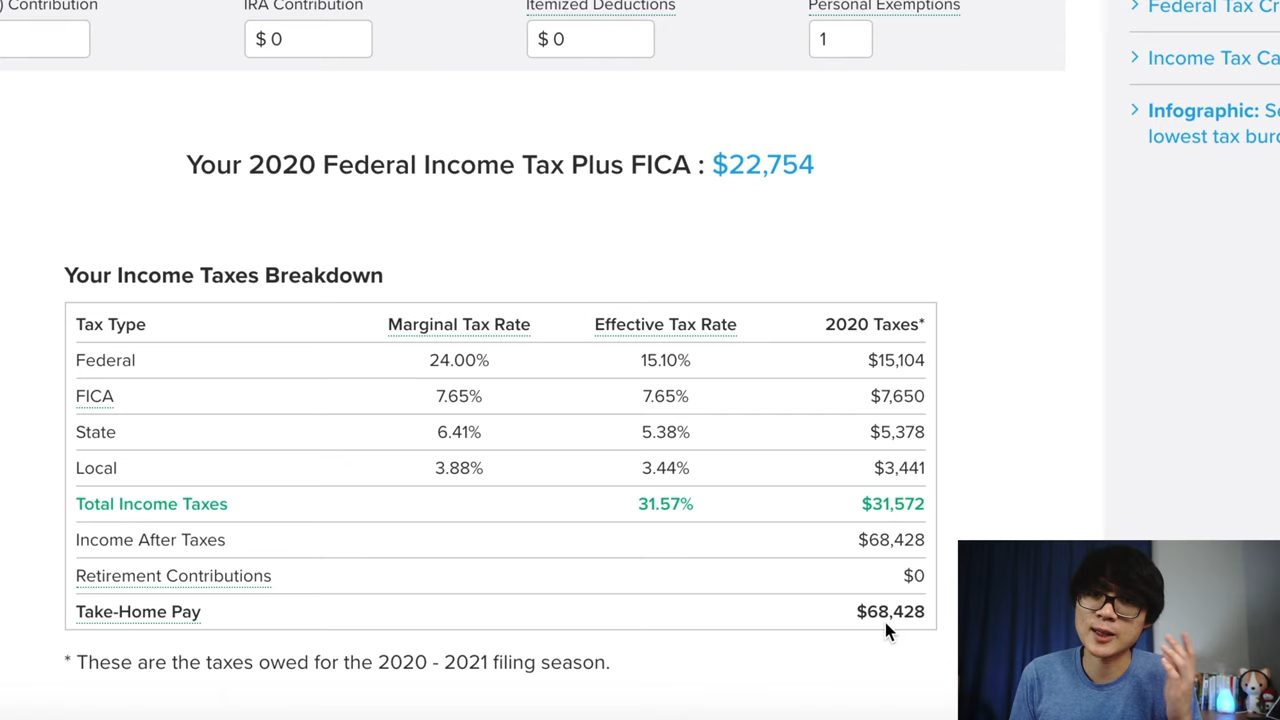 ) Contribution IRA Contribution Itemized Deductions Personal Exemptions
$ 0 $ 0 1
Your 2020 Federal Income Tax Plus FICA : $22,754
Your Income Taxes Breakdown
Tax Type Marginal Tax Rate Effective Tax Rate 2020 Taxes*
Federal 24.00% 15.10% $15,104
FICA 7.65% 7.65% $7,650
State 6.41% 5.38% $5,378
Local 3.88% 3.44% $3,441
Total Income Taxes 31.57% $31,572
Income After Taxes $68,428
Retirement Contributions $0
Take-Home Pay $68,428
* These are the taxes owed for the 2020 - 2021 filing season.
Federal Tax Cr
Income Tax Ca
Infographic: S
lowest tax burd